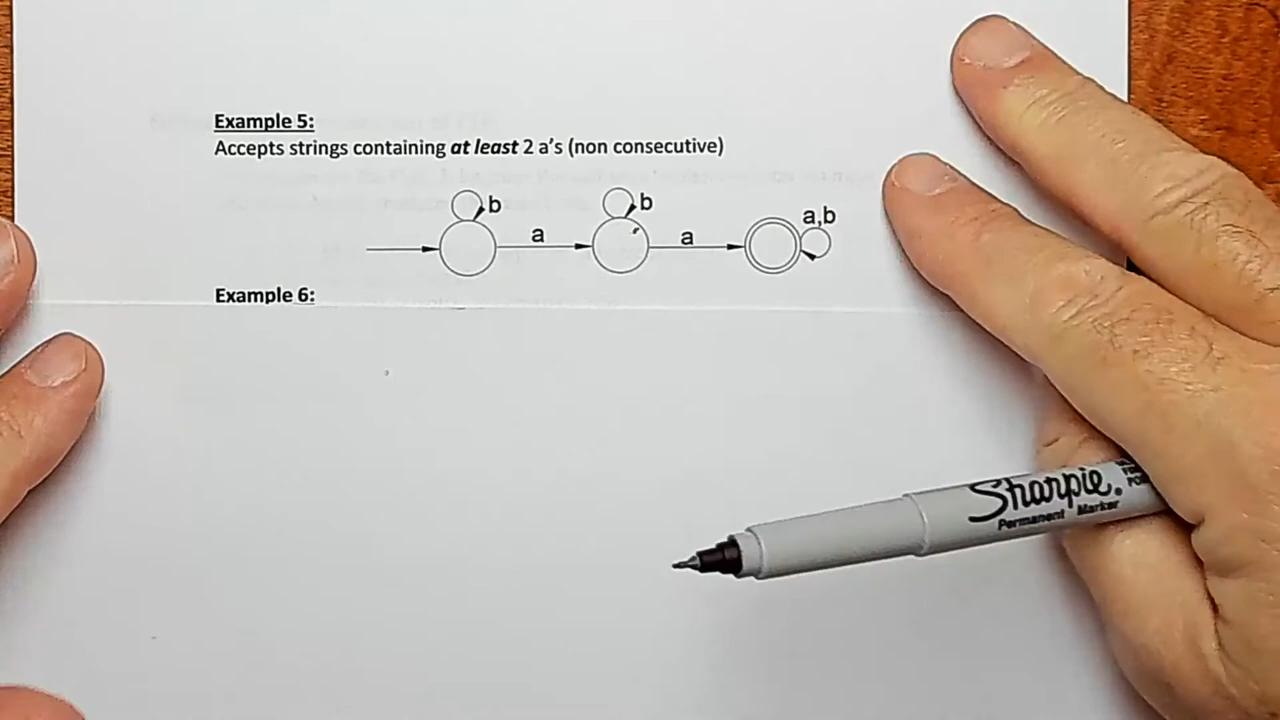 Example 5:
Accepts strings containing at least 2 a's (non consecutive)
b
b
a,b
a
a
Example 6:
Sharpie.
Permanent Marker